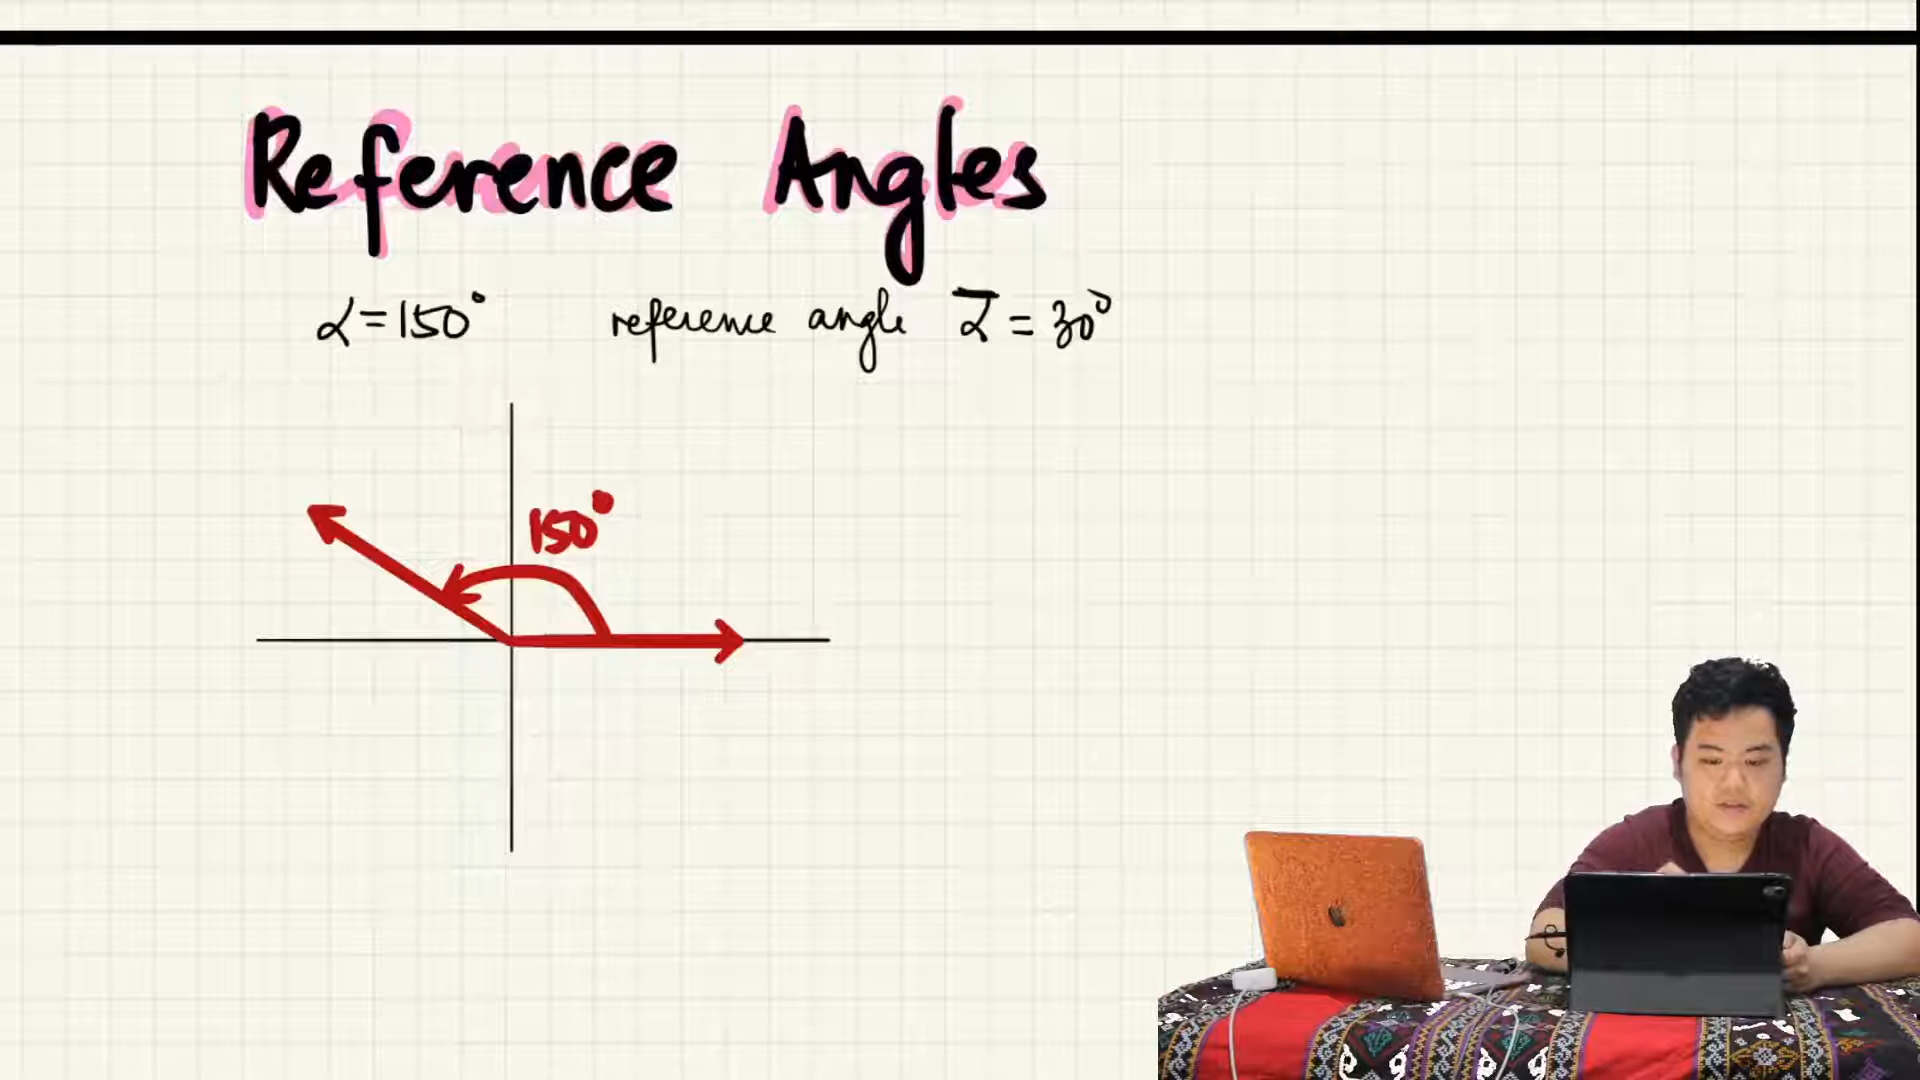 Reference Angles
α = 150° reference angle α̅ = 30°
150°